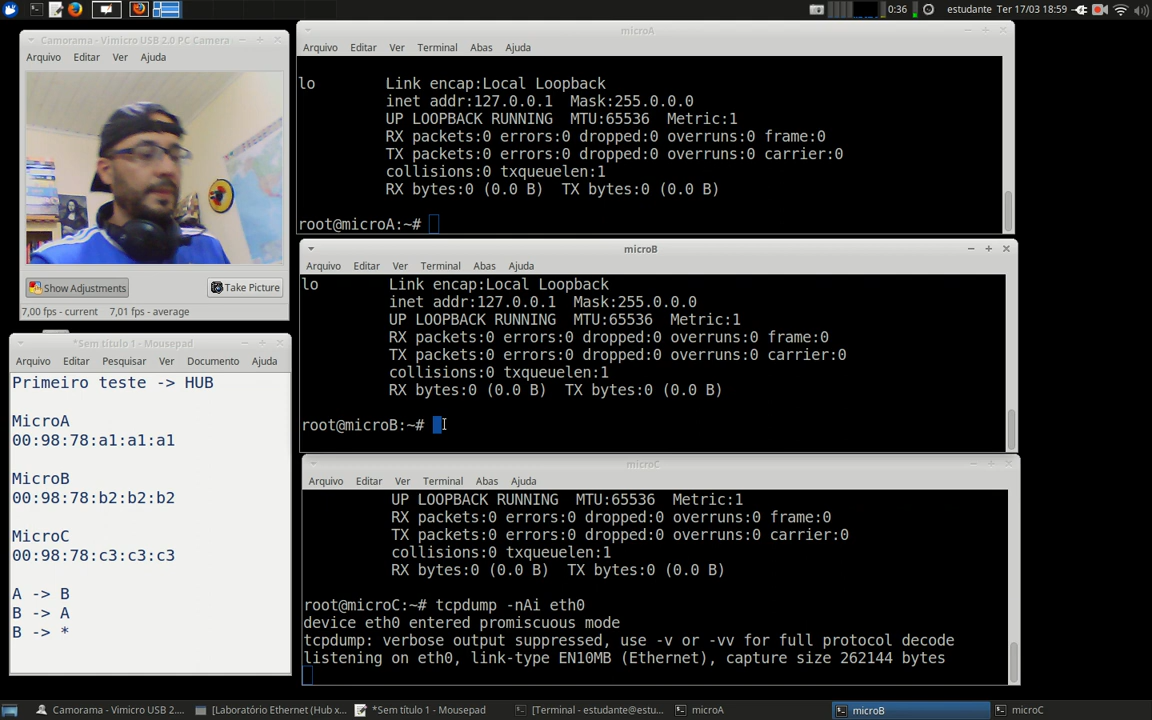 0:36
estudante
Ter 17/03 18:59
Camorama - Vimicro USB 2.0 PC Camera
Arquivo Editar Ver Ajuda
Show Adjustments
Take Picture
7,00 fps - current 7,01 fps - average
*Sem título 1 - Mousepad
Arquivo Editar Pesquisar Ver Documento Ajuda
Primeiro teste -> HUB
MicroA
00:98:78:a1:a1:a1
MicroB
00:98:78:b2:b2:b2
MicroC
00:98:78:c3:c3:c3
A -> B
B -> A
B -> *
microA
Arquivo Editar Ver Terminal Abas Ajuda
lo Link encap:Local Loopback
inet addr:127.0.0.1 Mask:255.0.0.0
UP LOOPBACK RUNNING MTU:65536 Metric:1
RX packets:0 errors:0 dropped:0 overruns:0 frame:0
TX packets:0 errors:0 dropped:0 overruns:0 carrier:0
collisions:0 txqueuelen:1
RX bytes:0 (0.0 B) TX bytes:0 (0.0 B)
root@microA:~#
microB
Arquivo Editar Ver Terminal Abas Ajuda
lo Link encap:Local Loopback
inet addr:127.0.0.1 Mask:255.0.0.0
UP LOOPBACK RUNNING MTU:65536 Metric:1
RX packets:0 errors:0 dropped:0 overruns:0 frame:0
TX packets:0 errors:0 dropped:0 overruns:0 carrier:0
collisions:0 txqueuelen:1
RX bytes:0 (0.0 B) TX bytes:0 (0.0 B)
root@microB:~#
microC
Arquivo Editar Ver Terminal Abas Ajuda
UP LOOPBACK RUNNING MTU:65536 Metric:1
RX packets:0 errors:0 dropped:0 overruns:0 frame:0
TX packets:0 errors:0 dropped:0 overruns:0 carrier:0
collisions:0 txqueuelen:1
RX bytes:0 (0.0 B) TX bytes:0 (0.0 B)
root@microC:~# tcpdump -nAi eth0
device eth0 entered promiscuous mode
tcpdump: verbose output suppressed, use -v or -vv for full protocol decode
listening on eth0, link-type EN10MB (Ethernet), capture size 262144 bytes
Camorama - Vimicro USB 2....
[Laboratório Ethernet (Hub x...
*Sem título 1 - Mousepad
[Terminal - estudante@estu...
microA
microB
microC